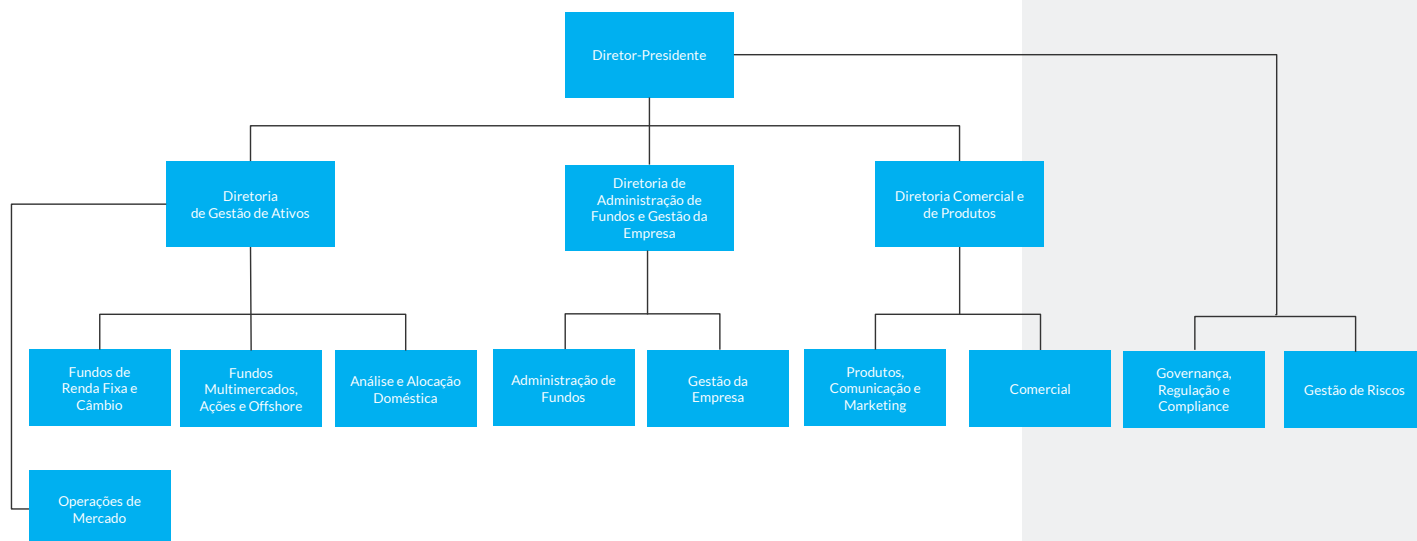 Diretor-Presidente
Diretoria
de Gestão de Ativos
Diretoria de
Administração de
Fundos e Gestão da
Empresa
Diretoria Comercial e
de Produtos
Fundos de
Renda Fixa e
Câmbio
Fundos
Multimercados,
Ações e Offshore
Análise e Alocação
Doméstica
Administração de
Fundos
Gestão da
Empresa
Produtos,
Comunicação e
Marketing
Comercial
Governança,
Regulação e
Compliance
Gestão de Riscos
Operações de
Mercado